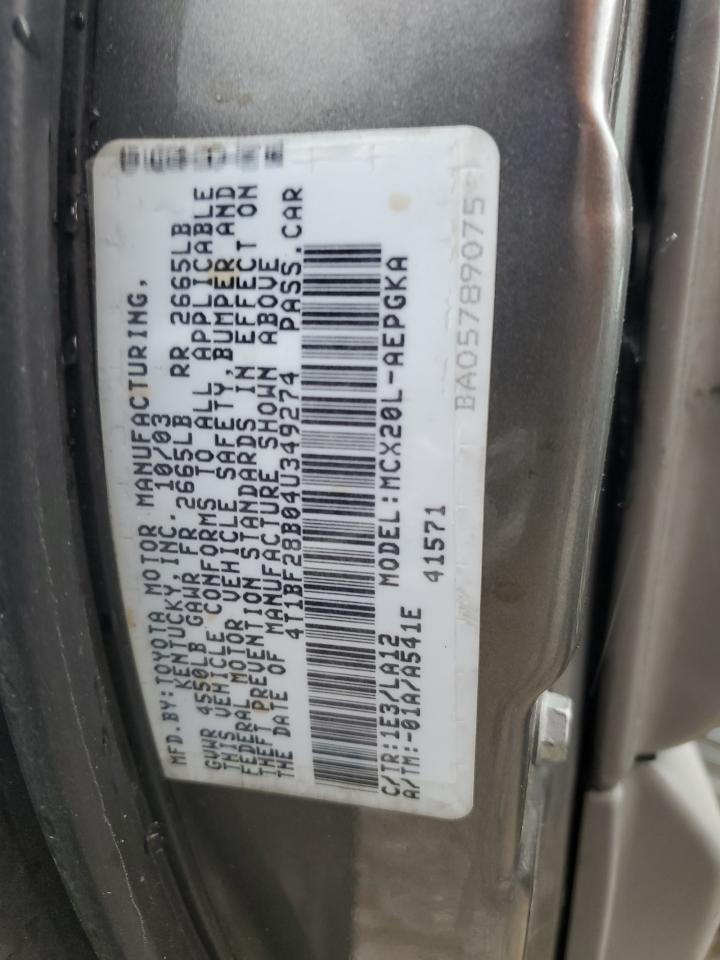 MFD. BY: TOYOTA MOTOR MANUFACTURING,
KENTUCKY, INC. 10/03
GVWR 4550LB GAWR FR 2665LB RR 2665LB
THIS VEHICLE CONFORMS TO ALL APPLICABLE
FEDERAL MOTOR VEHICLE SAFETY, BUMPER AND
THEFT PREVENTION STANDARDS IN EFFECT ON
THE DATE OF MANUFACTURE SHOWN ABOVE
4T1BF28B04U349274 PASS. CAR
C/TR: 1E3/LA12 MODEL: MCX20L-AEPGKA
A/TM: -01A/A541E 41571
BA05789075